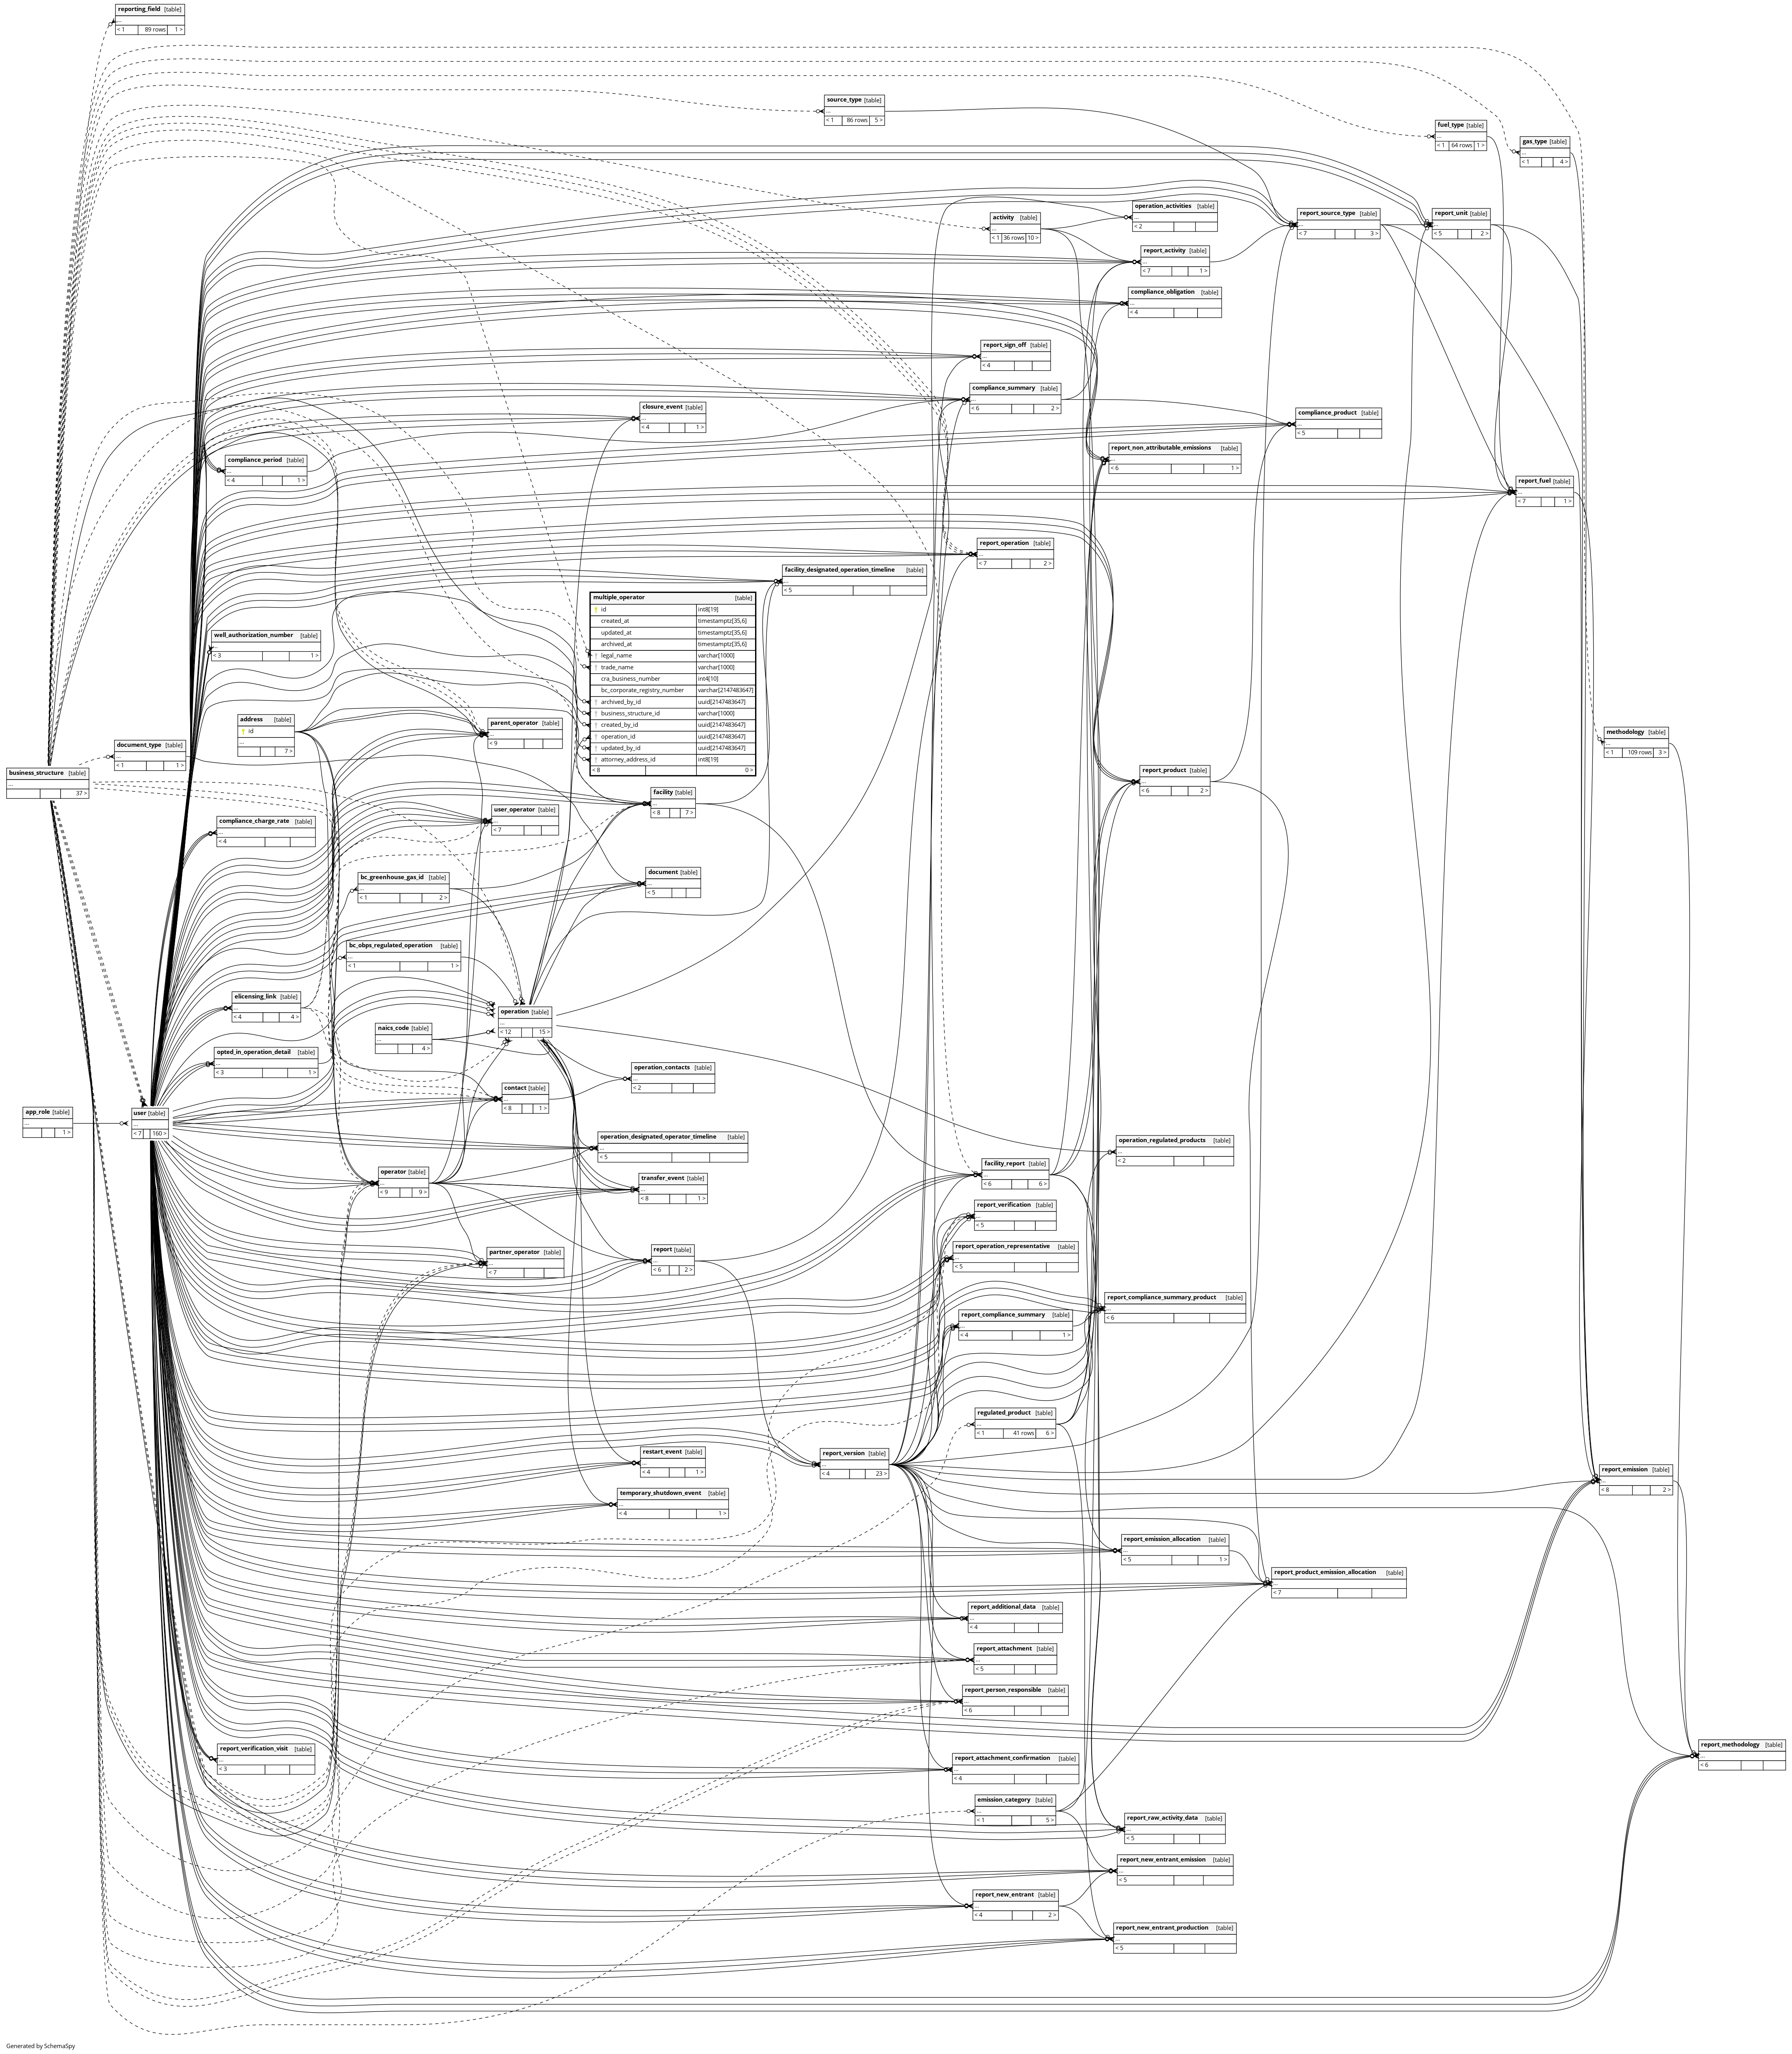 reporting_field [table]
...
< 1 89 rows 1 >
source_type [table]
...
< 1 86 rows 5 >
fuel_type [table]
...
< 1 64 rows 1 >
gas_type [table]
...
< 1 4 >
operation_activities [table]
...
< 2
activity [table]
...
< 1 36 rows 10 >
report_source_type [table]
...
< 7 3 >
report_unit [table]
...
< 5 2 >
report_activity [table]
...
< 7 1 >
compliance_obligation [table]
...
< 4
report_sign_off [table]
...
< 4
compliance_summary [table]
...
< 6 2 >
closure_event [table]
...
< 4 1 >
compliance_product [table]
...
< 5
report_non_attributable_emissions [table]
...
< 6 1 >
compliance_period [table]
...
< 4 1 >
report_fuel [table]
...
< 7 1 >
report_operation [table]
...
< 7 2 >
facility_designated_operation_timeline [table]
...
< 5
multiple_operator [table]
id int8[19]
created_at timestamptz[35,6]
updated_at timestamptz[35,6]
archived_at timestamptz[35,6]
legal_name varchar[1000]
trade_name varchar[1000]
cra_business_number int4[10]
bc_corporate_registry_number varchar[2147483647]
archived_by_id uuid[2147483647]
business_structure_id varchar[1000]
created_by_id uuid[2147483647]
operation_id uuid[2147483647]
updated_by_id uuid[2147483647]
attorney_address_id int8[19]
< 8 0 >
well_authorization_number [table]
...
< 3 1 >
address [table]
id
...
7 >
parent_operator [table]
...
< 9
document_type [table]
...
< 1 1 >
methodology [table]
...
< 1 109 rows 3 >
business_structure [table]
...
37 >
report_product [table]
...
< 6 2 >
facility [table]
...
< 8 7 >
user_operator [table]
...
< 7
compliance_charge_rate [table]
...
< 4
bc_greenhouse_gas_id [table]
...
< 1 2 >
document [table]
...
< 5
bc_obps_regulated_operation [table]
...
< 1 1 >
elicensing_link [table]
...
< 4 4 >
operation [table]
...
< 12 15 >
naics_code [table]
...
4 >
opted_in_operation_detail [table]
...
< 3 1 >
operation_contacts [table]
...
< 2
contact [table]
...
< 8 1 >
app_role [table]
...
1 >
user [table]
...
< 7 160 >
operation_designated_operator_timeline [table]
...
< 5
operation_regulated_products [table]
...
< 2
operator [table]
...
< 9 9 >
transfer_event [table]
...
< 8 1 >
facility_report [table]
...
< 6 6 >
report_verification [table]
...
< 5
report_operation_representative [table]
...
< 5
partner_operator [table]
...
< 7
report [table]
...
< 6 2 >
report_compliance_summary_product [table]
...
< 6
report_compliance_summary [table]
...
< 4 1 >
regulated_product [table]
...
< 1 41 rows 6 >
restart_event [table]
...
< 4 1 >
report_version [table]
...
< 4 23 >
report_emission [table]
...
< 8 2 >
temporary_shutdown_event [table]
...
< 4 1 >
report_emission_allocation [table]
...
< 5 1 >
report_product_emission_allocation [table]
...
< 7
report_additional_data [table]
...
< 4
report_attachment [table]
...
< 5
report_person_responsible [table]
...
< 6
report_verification_visit [table]
...
< 3
report_methodology [table]
...
< 6
report_attachment_confirmation [table]
...
< 4
emission_category [table]
...
< 1 5 >
report_raw_activity_data [table]
...
< 5
report_new_entrant_emission [table]
...
< 5
report_new_entrant [table]
...
< 4 2 >
report_new_entrant_production [table]
...
< 5
Generated by SchemaSpy